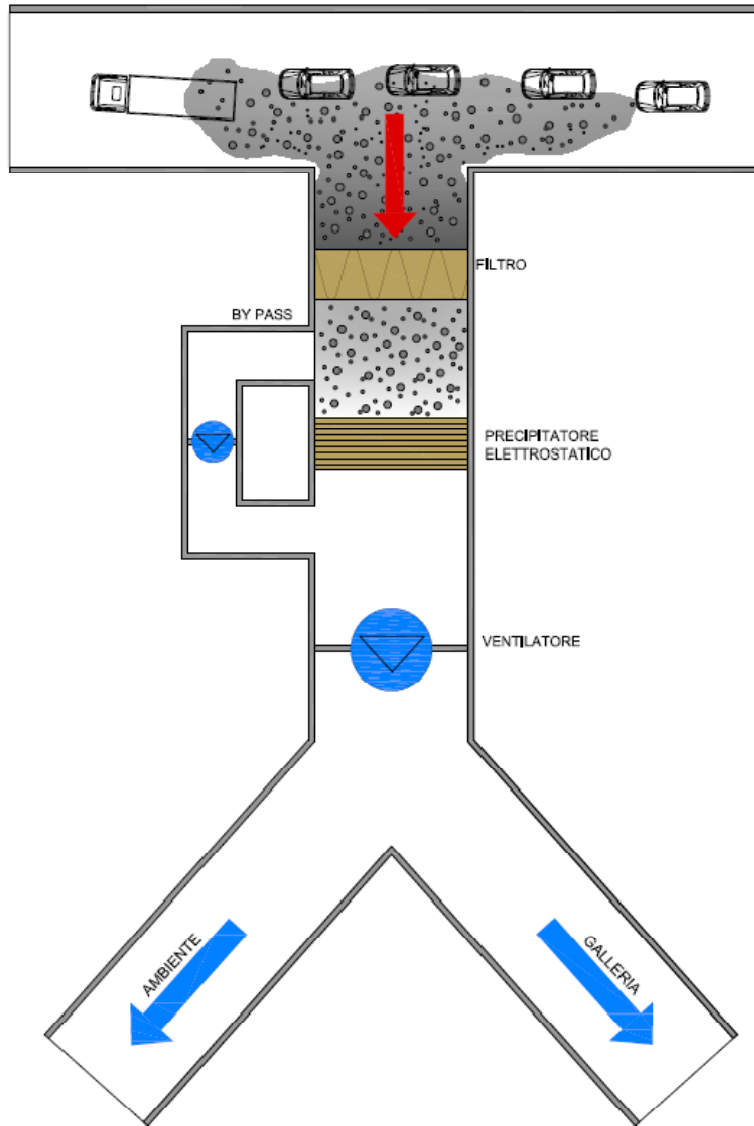 FILTRO
BY PASS
PRECIPITATORE
ELETTROSTATICO
VENTILATORE
AMBIENTE
GALLERIA